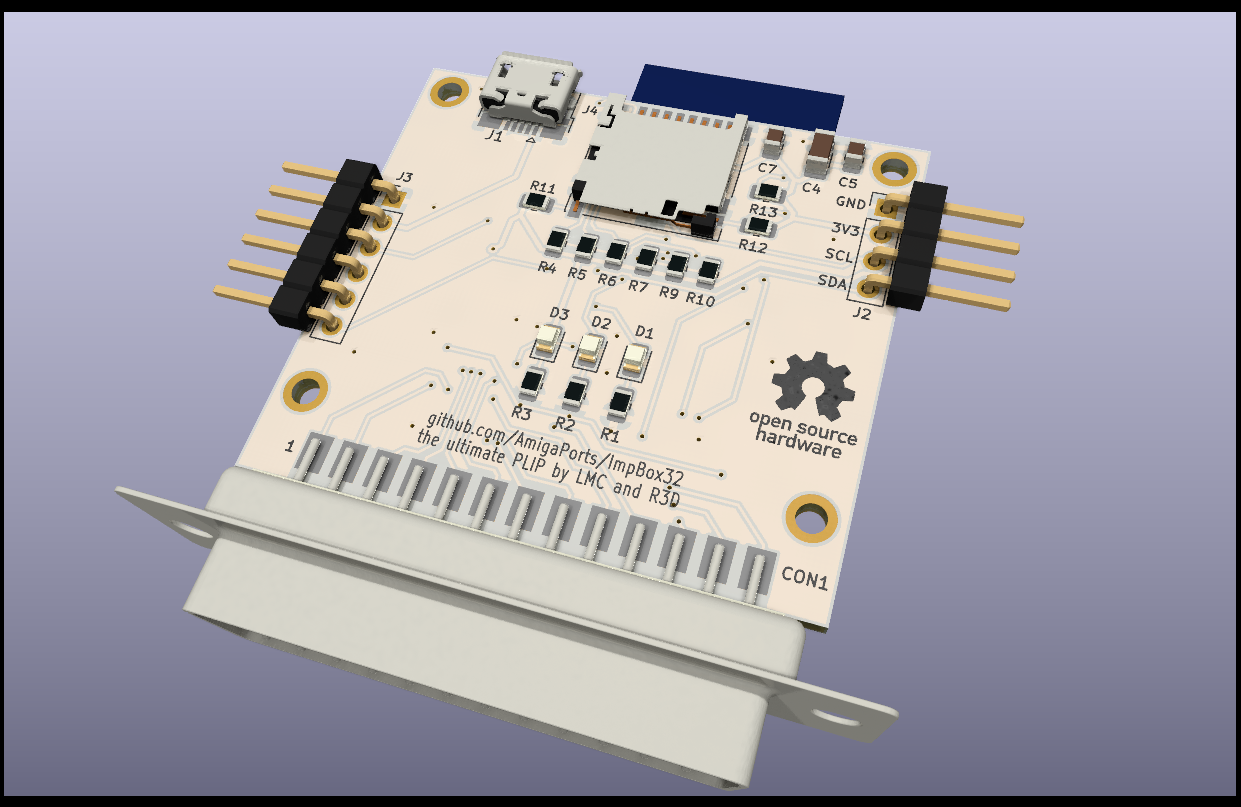 J1
J4
J3
C7
C4
C5
R11
R13
R12
GND
3V3
SCL
SDA
J2
R4
R5
R6
R7
R9
R10
D3
D2
D1
R3
R2
R1
open source
hardware
github.com/AmigaPorts/ImpBox32
the ultimate PLIP by LMC and R3D
1
CON1